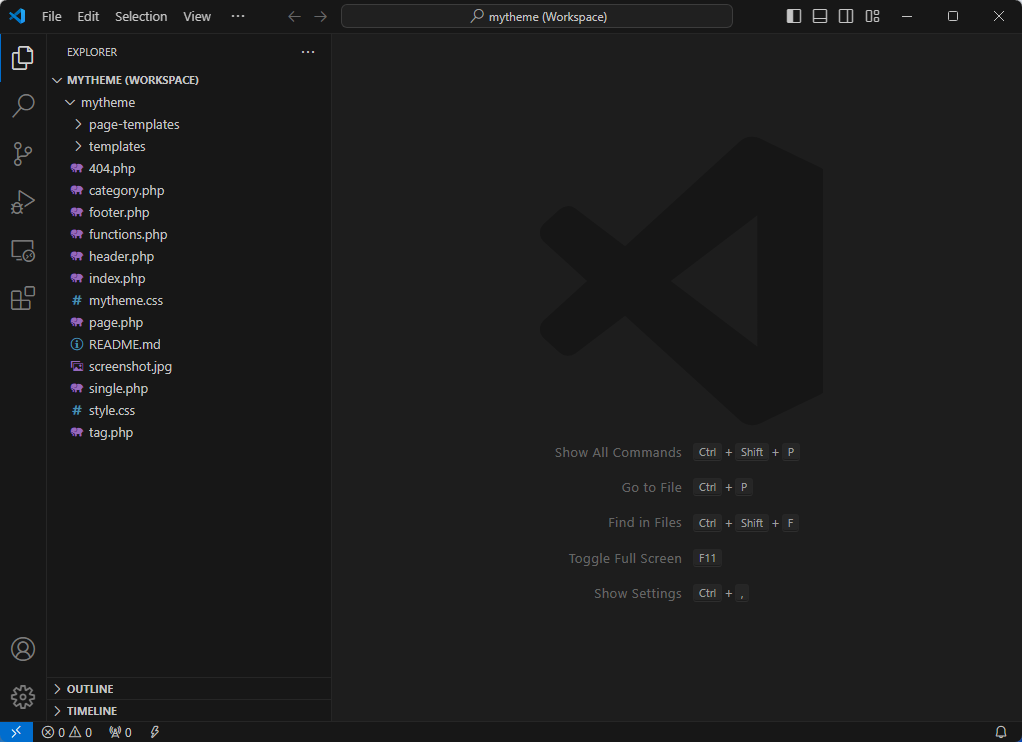 File Edit Selection View ··· mytheme (Workspace)
EXPLORER ···
MYTHEME (WORKSPACE)
mytheme
page-templates
templates
404.php
category.php
footer.php
functions.php
header.php
index.php
# mytheme.css
page.php
README.md
screenshot.jpg
single.php
# style.css
tag.php
Show All Commands Ctrl + Shift + P
Go to File Ctrl + P
Find in Files Ctrl + Shift + F
Toggle Full Screen F11
Show Settings Ctrl + ,
OUTLINE
TIMELINE
0 0 0